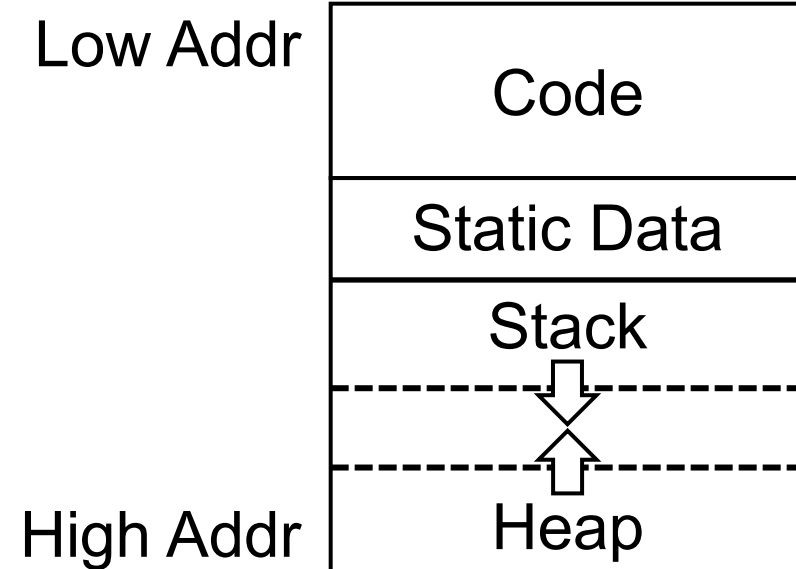 Low Addr
Code
Static Data
Stack
Heap
High Addr